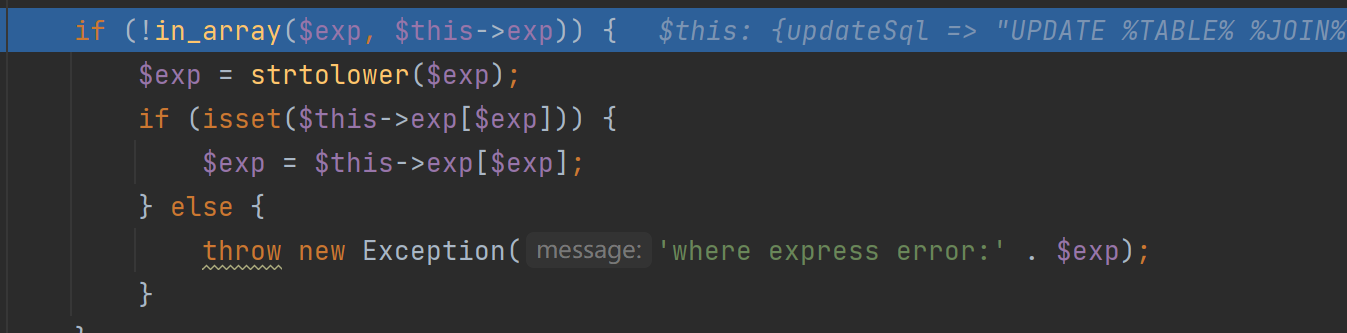 if (!in_array($exp, $this->exp)) {   $this: {updateSql => "UPDATE %TABLE% %JOIN%
$exp = strtolower($exp);
if (isset($this->exp[$exp])) {
$exp = $this->exp[$exp];
} else {
throw new Exception( message: 'where express error:' . $exp);
}
}